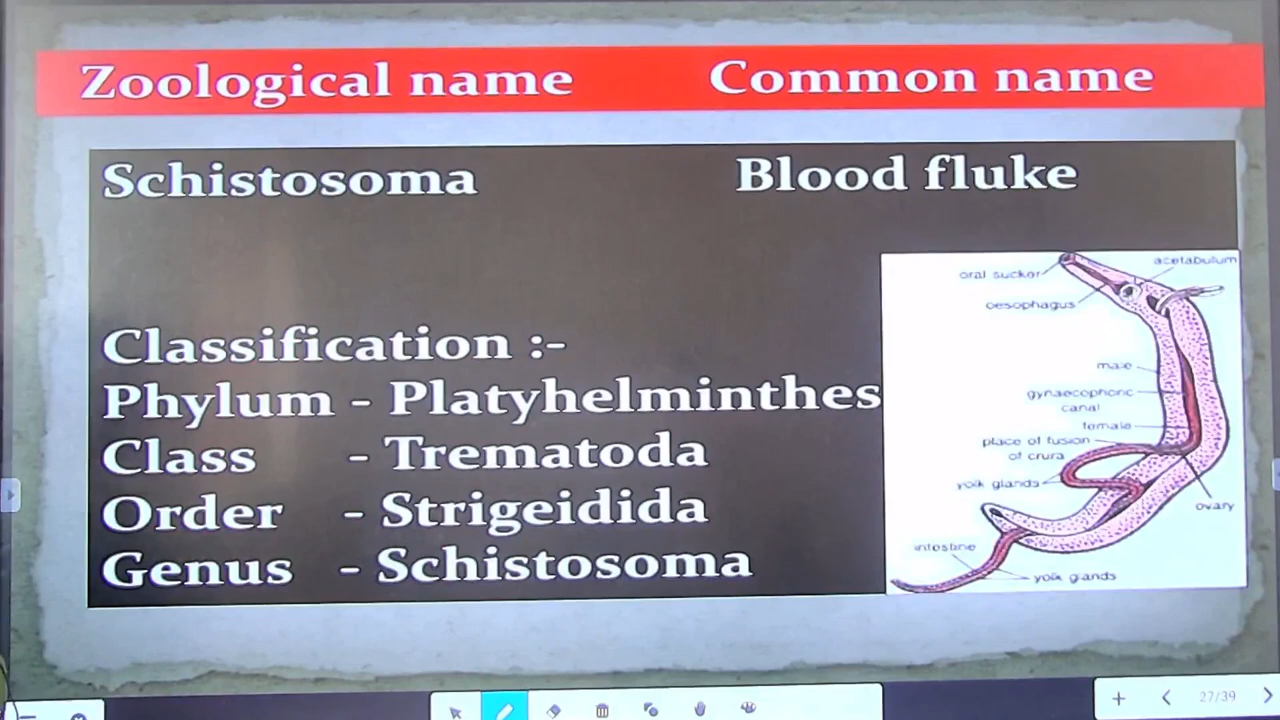 Zoological name Common name
Schistosoma Blood fluke
Classification :-
Phylum - Platyhelminthes
Class - Trematoda
Order - Strigeidida
Genus - Schistosoma
oral sucker
acetabulum
oesophagus
male
gynaecophoric
canal
female
place of fusion
of crura
yolk glands
ovary
intestine
yolk glands
27/39